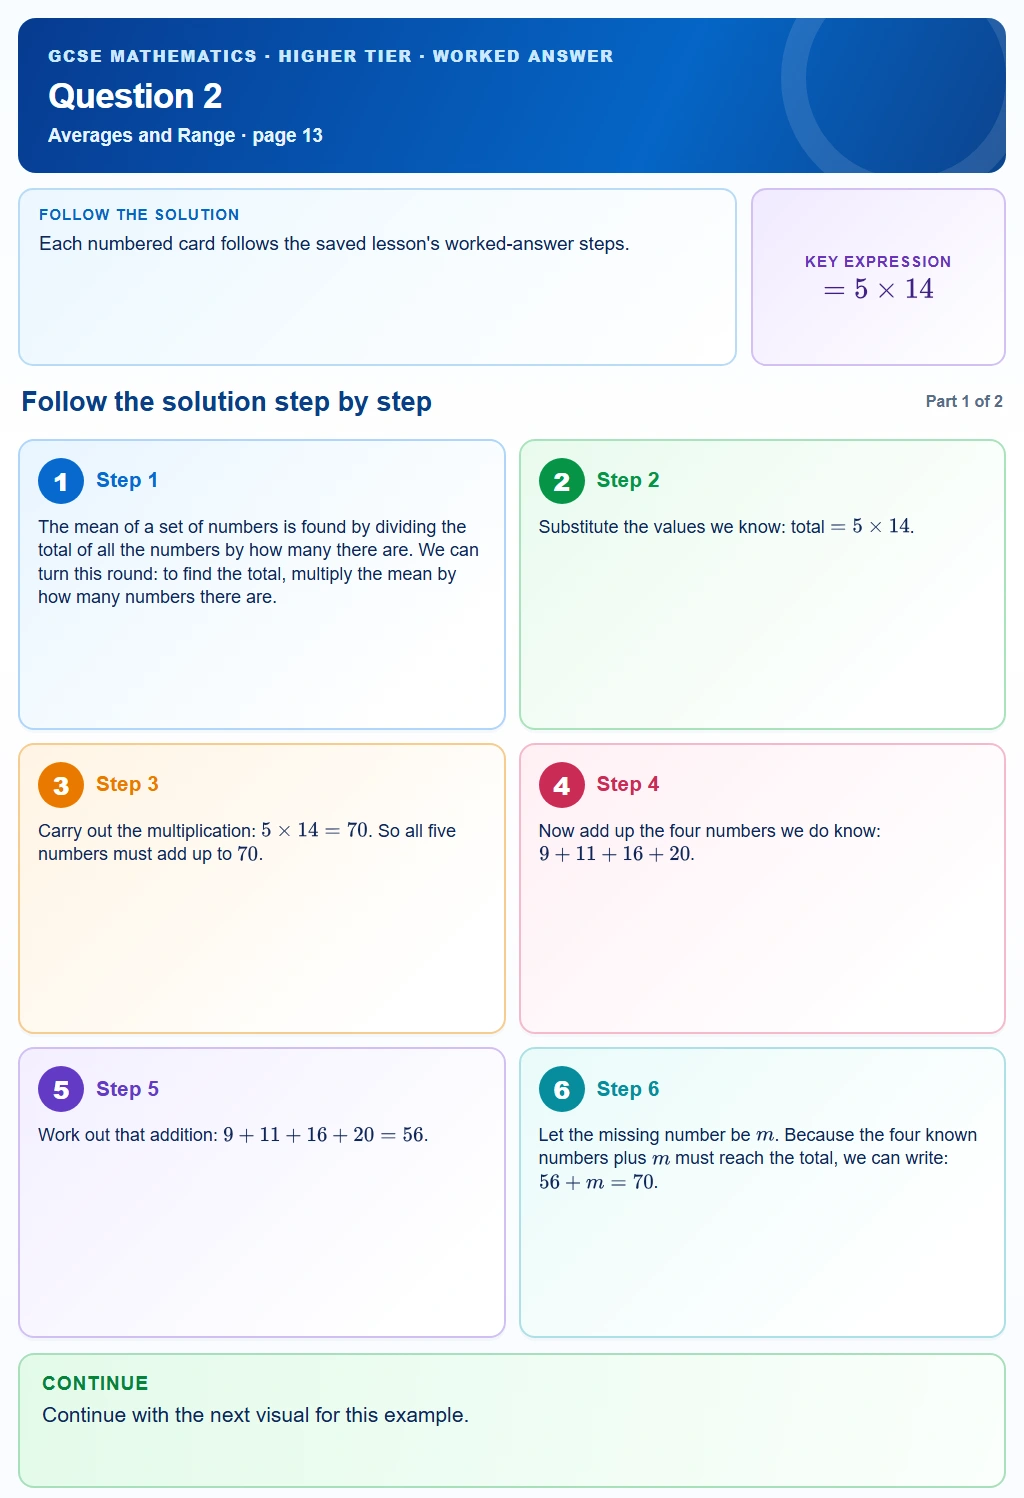 GCSE MATHEMATICS · HIGHER TIER · WORKED ANSWER
Question 2
Averages and Range · page 13
FOLLOW THE SOLUTION
Each numbered card follows the saved lesson's worked-answer steps.
KEY EXPRESSION
= 5 × 14
Follow the solution step by step
Part 1 of 2
1 Step 1
The mean of a set of numbers is found by dividing the
total of all the numbers by how many there are. We can
turn this round: to find the total, multiply the mean by
how many numbers there are.
2 Step 2
Substitute the values we know: total = 5 × 14.
3 Step 3
Carry out the multiplication: 5 × 14 = 70. So all five
numbers must add up to 70.
4 Step 4
Now add up the four numbers we do know:
9 + 11 + 16 + 20.
5 Step 5
Work out that addition: 9 + 11 + 16 + 20 = 56.
6 Step 6
Let the missing number be m. Because the four known
numbers plus m must reach the total, we can write:
56 + m = 70.
CONTINUE
Continue with the next visual for this example.